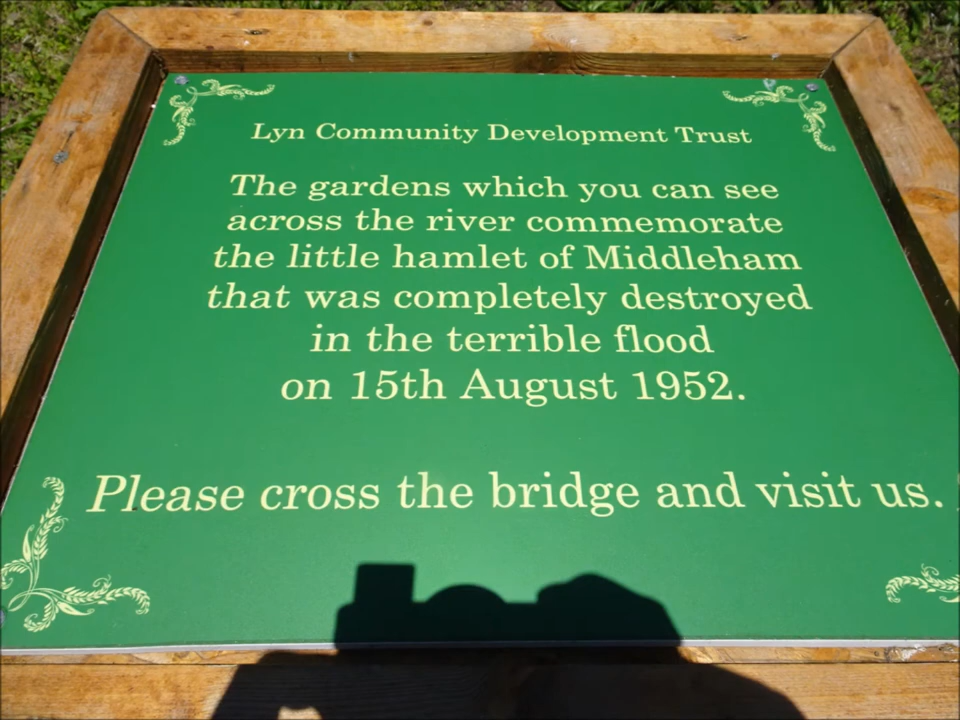 Lyn Community Development Trust
The gardens which you can see
across the river commemorate
the little hamlet of Middleham
that was completely destroyed
in the terrible flood
on 15th August 1952.
Please cross the bridge and visit us.